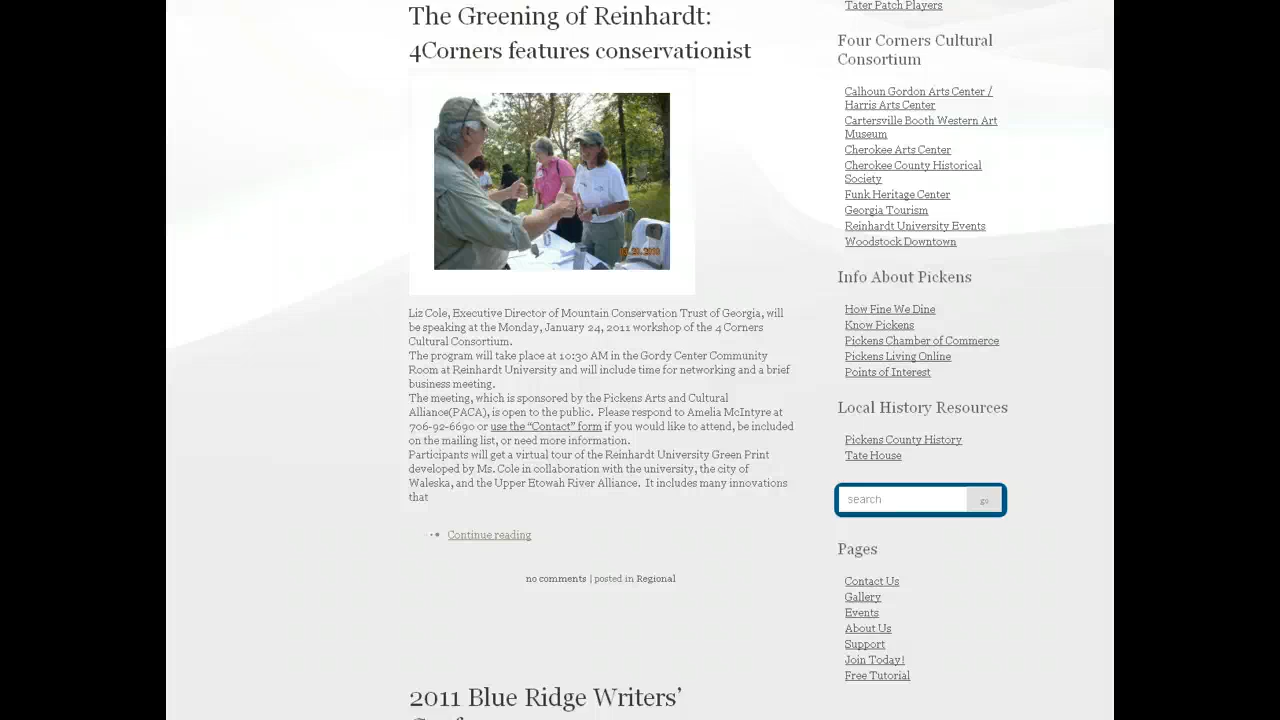 The Greening of Reinhardt:
4Corners features conservationist
Liz Cole, Executive Director of Mountain Conservation Trust of Georgia, will
be speaking at the Monday, January 24, 2011 workshop of the 4 Corners
Cultural Consortium.
The program will take place at 10:30 AM in the Gordy Center Community
Room at Reinhardt University and will include time for networking and a brief
business meeting.
The meeting, which is sponsored by the Pickens Arts and Cultural
Alliance(PACA), is open to the public. Please respond to Amelia McIntyre at
706-92-6690 or use the “Contact” form if you would like to attend, be included
on the mailing list, or need more information.
Participants will get a virtual tour of the Reinhardt University Green Print
developed by Ms. Cole in collaboration with the university, the city of
Waleska, and the Upper Etowah River Alliance. It includes many innovations
that
Continue reading
no comments | posted in Regional
2011 Blue Ridge Writers’
Tater Patch Players
Four Corners Cultural
Consortium
Calhoun Gordon Arts Center /
Harris Arts Center
Cartersville Booth Western Art
Museum
Cherokee Arts Center
Cherokee County Historical
Society
Funk Heritage Center
Georgia Tourism
Reinhardt University Events
Woodstock Downtown
Info About Pickens
How Fine We Dine
Know Pickens
Pickens Chamber of Commerce
Pickens Living Online
Points of Interest
Local History Resources
Pickens County History
Tate House
search
go
Pages
Contact Us
Gallery
Events
About Us
Support
Join Today!
Free Tutorial